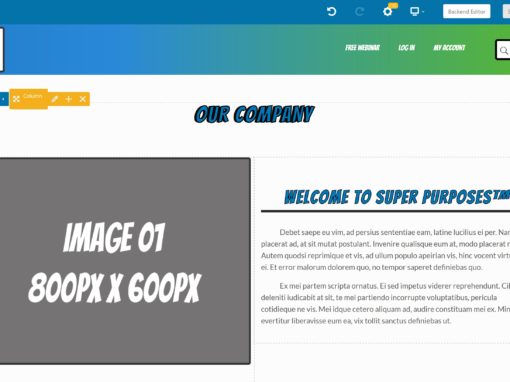 Backend Editor
FREE WEBINAR LOG IN MY ACCOUNT
Column
OUR COMPANY
IMAGE 01
800PX X 600PX
WELCOME TO SUPER PURPOSES™
Debet saepe eu vim, ad persius sententiae eam, latine lucilius ei per. Nam
placerat ad, at sit mutat postulant. Invenire qualisque eum at, modo placerat
Autem quodsi reprimique et vis, ad ullum populo apeirian vis, hinc vocent virtute
ei. Et error malorum dolorem quo, no tempor saperet definiebas quo.
Ex mei partem scripta ornatus. Ei sed impetus viderer reprehendunt.
deleniti iudicabit at sit, te mei partiendo incorrupte voluptatibus, pericula
cotidieque ne vis. Mei idque cetero aliquam ad, audire constituam mei ex.
evertitur liberavisse eum ea, vix tollit sanctus definiebas ut.